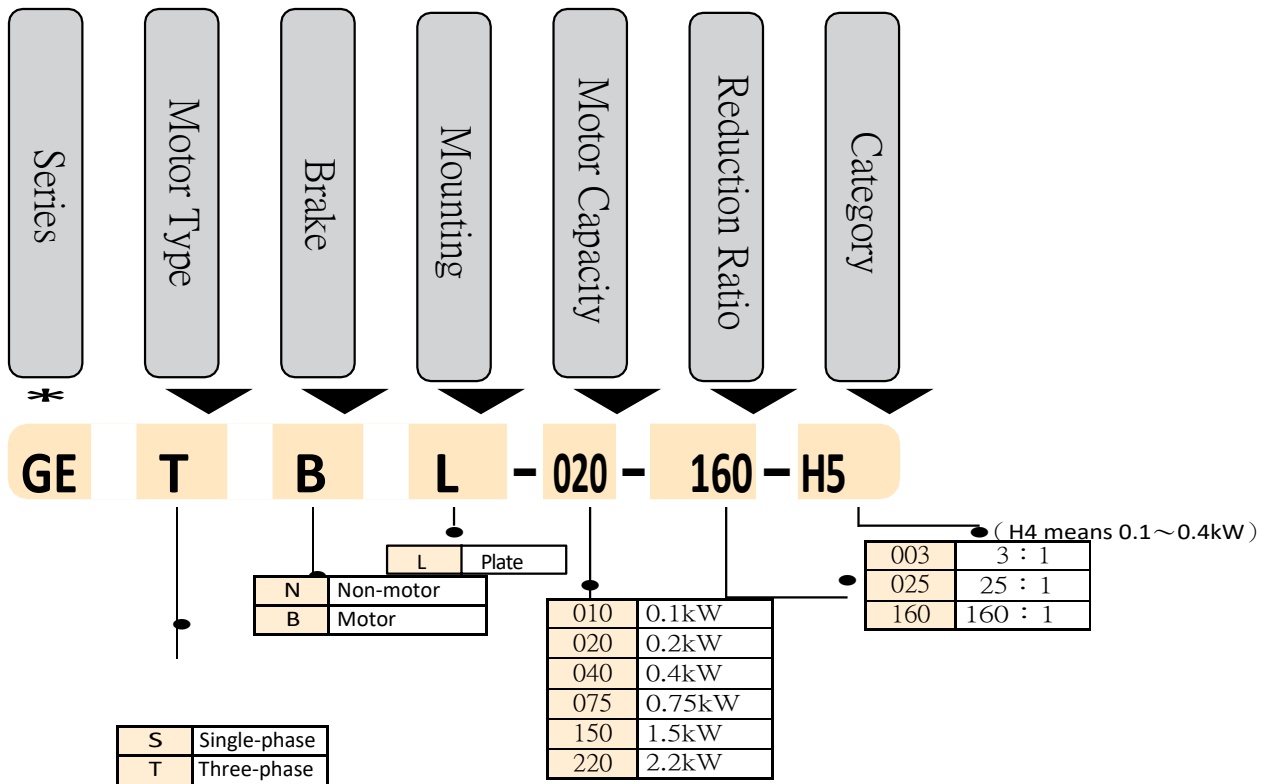 Series
Motor Type
Brake
Mounting
Motor Capacity
Reduction Ratio
Category
*
GE T B L - 020 - 160 - H5
（H4 means 0.1～0.4kW）
L Plate
N Non-motor
B Motor
003 3：1
025 25：1
160 160：1
010 0.1kW
020 0.2kW
040 0.4kW
075 0.75kW
150 1.5kW
220 2.2kW
S Single-phase
T Three-phase